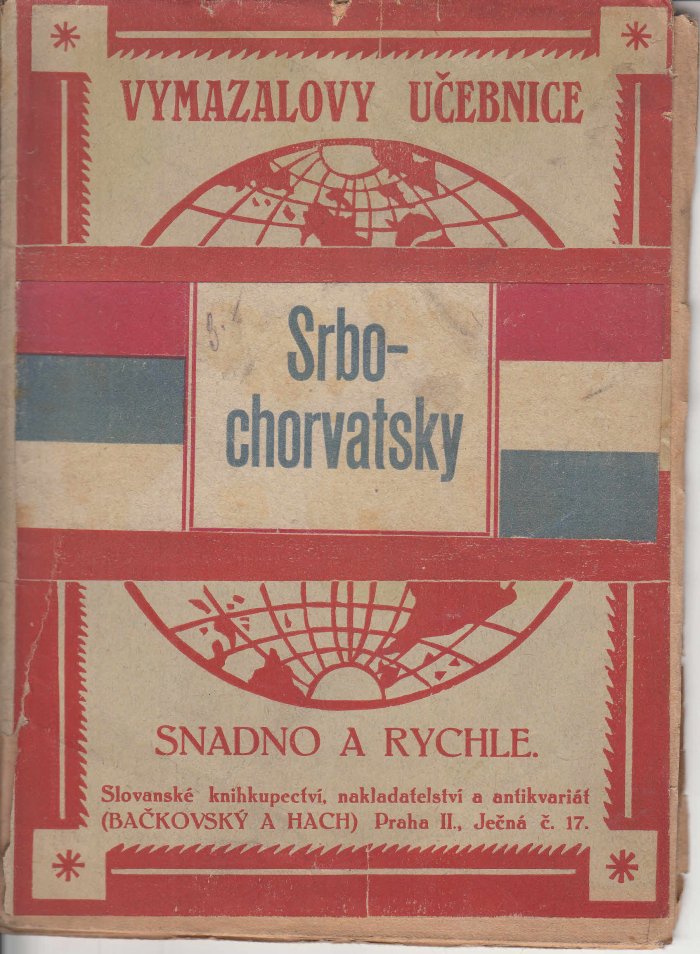 VYMAZALOVY UČEBNICE
Srbo-
chorvatsky
SNADNO A RYCHLE.
Slovanské knihkupectví, nakladatelství a antikvariát
(BAČKOVSKÝ A HACH) Praha II., Ječná č. 17.